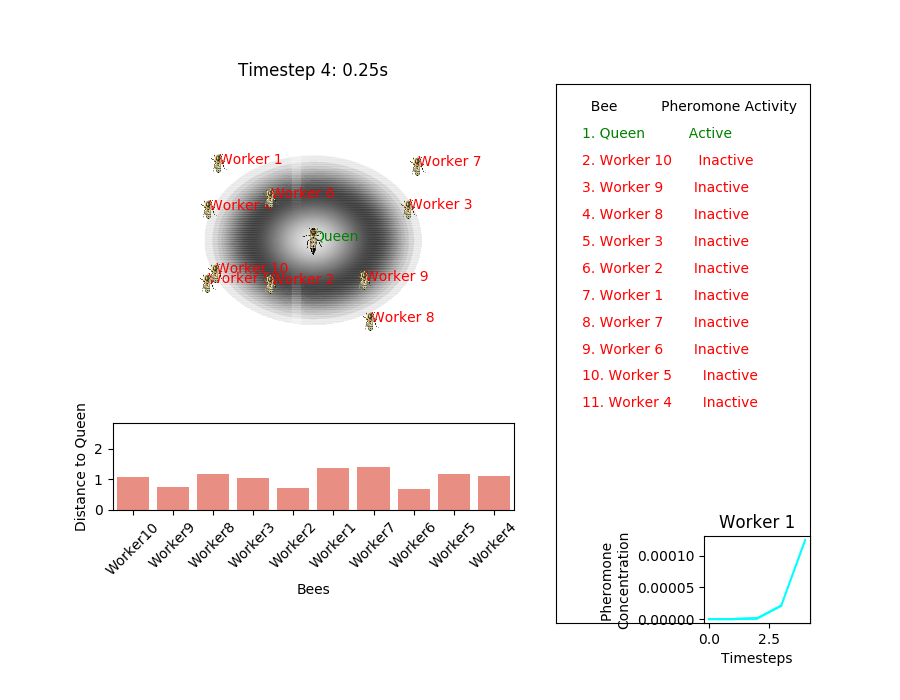 Timestep 4: 0.25s
Worker 1
Worker 7
Worker 6
Worker
Worker 3
Queen
Worker 10
Worker 2
Worker 9
Worker 8
Bee Pheromone Activity
1. Queen Active
2. Worker 10 Inactive
3. Worker 9 Inactive
4. Worker 8 Inactive
5. Worker 3 Inactive
6. Worker 2 Inactive
7. Worker 1 Inactive
8. Worker 7 Inactive
9. Worker 6 Inactive
10. Worker 5 Inactive
11. Worker 4 Inactive
Distance to Queen
2
1
0
Worker10 Worker9 Worker8 Worker3 Worker2 Worker1 Worker7 Worker6 Worker5 Worker4
Bees
Worker 1
Pheromone
Concentration
0.00010
0.00005
0.00000
0.0 2.5
Timesteps